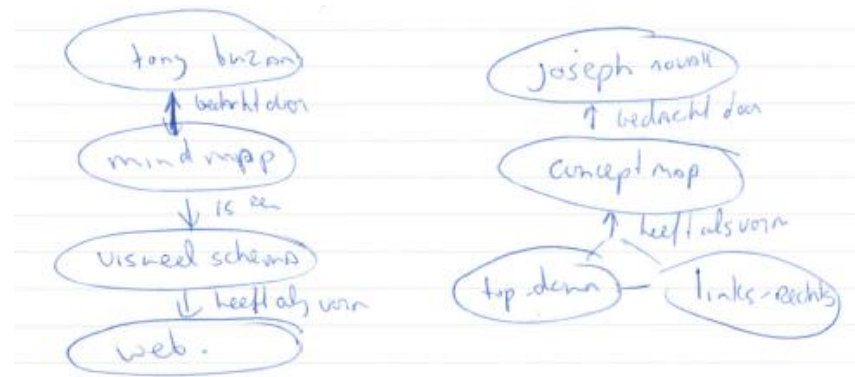 tony buzan
bedacht door
mind mapp
is een
visueel schema
heeft als vorm
web.
joseph novak
bedacht door
concept map
heeft als vorm
top-down
links-rechts